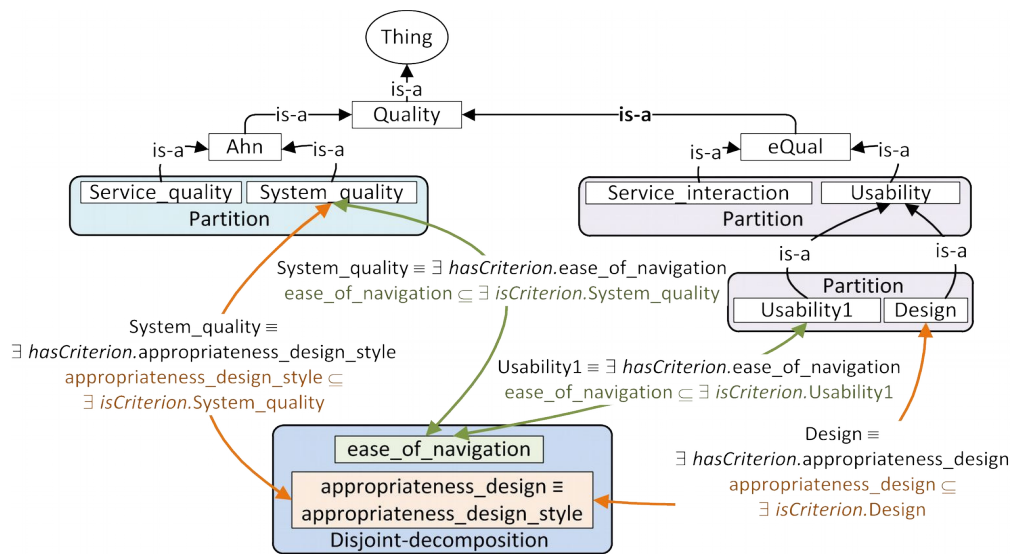 Thing
is-a
Quality
is-a
is-a
Ahn
eQual
is-a
is-a
is-a
is-a
Service_quality
System_quality
Partition
Service_interaction
Usability
Partition
is-a
is-a
Partition
Usability1
Design
System_quality ≡ ∃ hasCriterion.ease_of_navigation
ease_of_navigation ⊆ ∃ isCriterion.System_quality
System_quality ≡
∃ hasCriterion.appropriateness_design_style
appropriateness_design_style ⊆
∃ isCriterion.System_quality
Usability1 ≡ ∃ hasCriterion.ease_of_navigation
ease_of_navigation ⊆ ∃ isCriterion.Usability1
Design ≡
∃ hasCriterion.appropriateness_design
appropriateness_design ⊆
∃ isCriterion.Design
ease_of_navigation
appropriateness_design ≡
appropriateness_design_style
Disjoint-decomposition